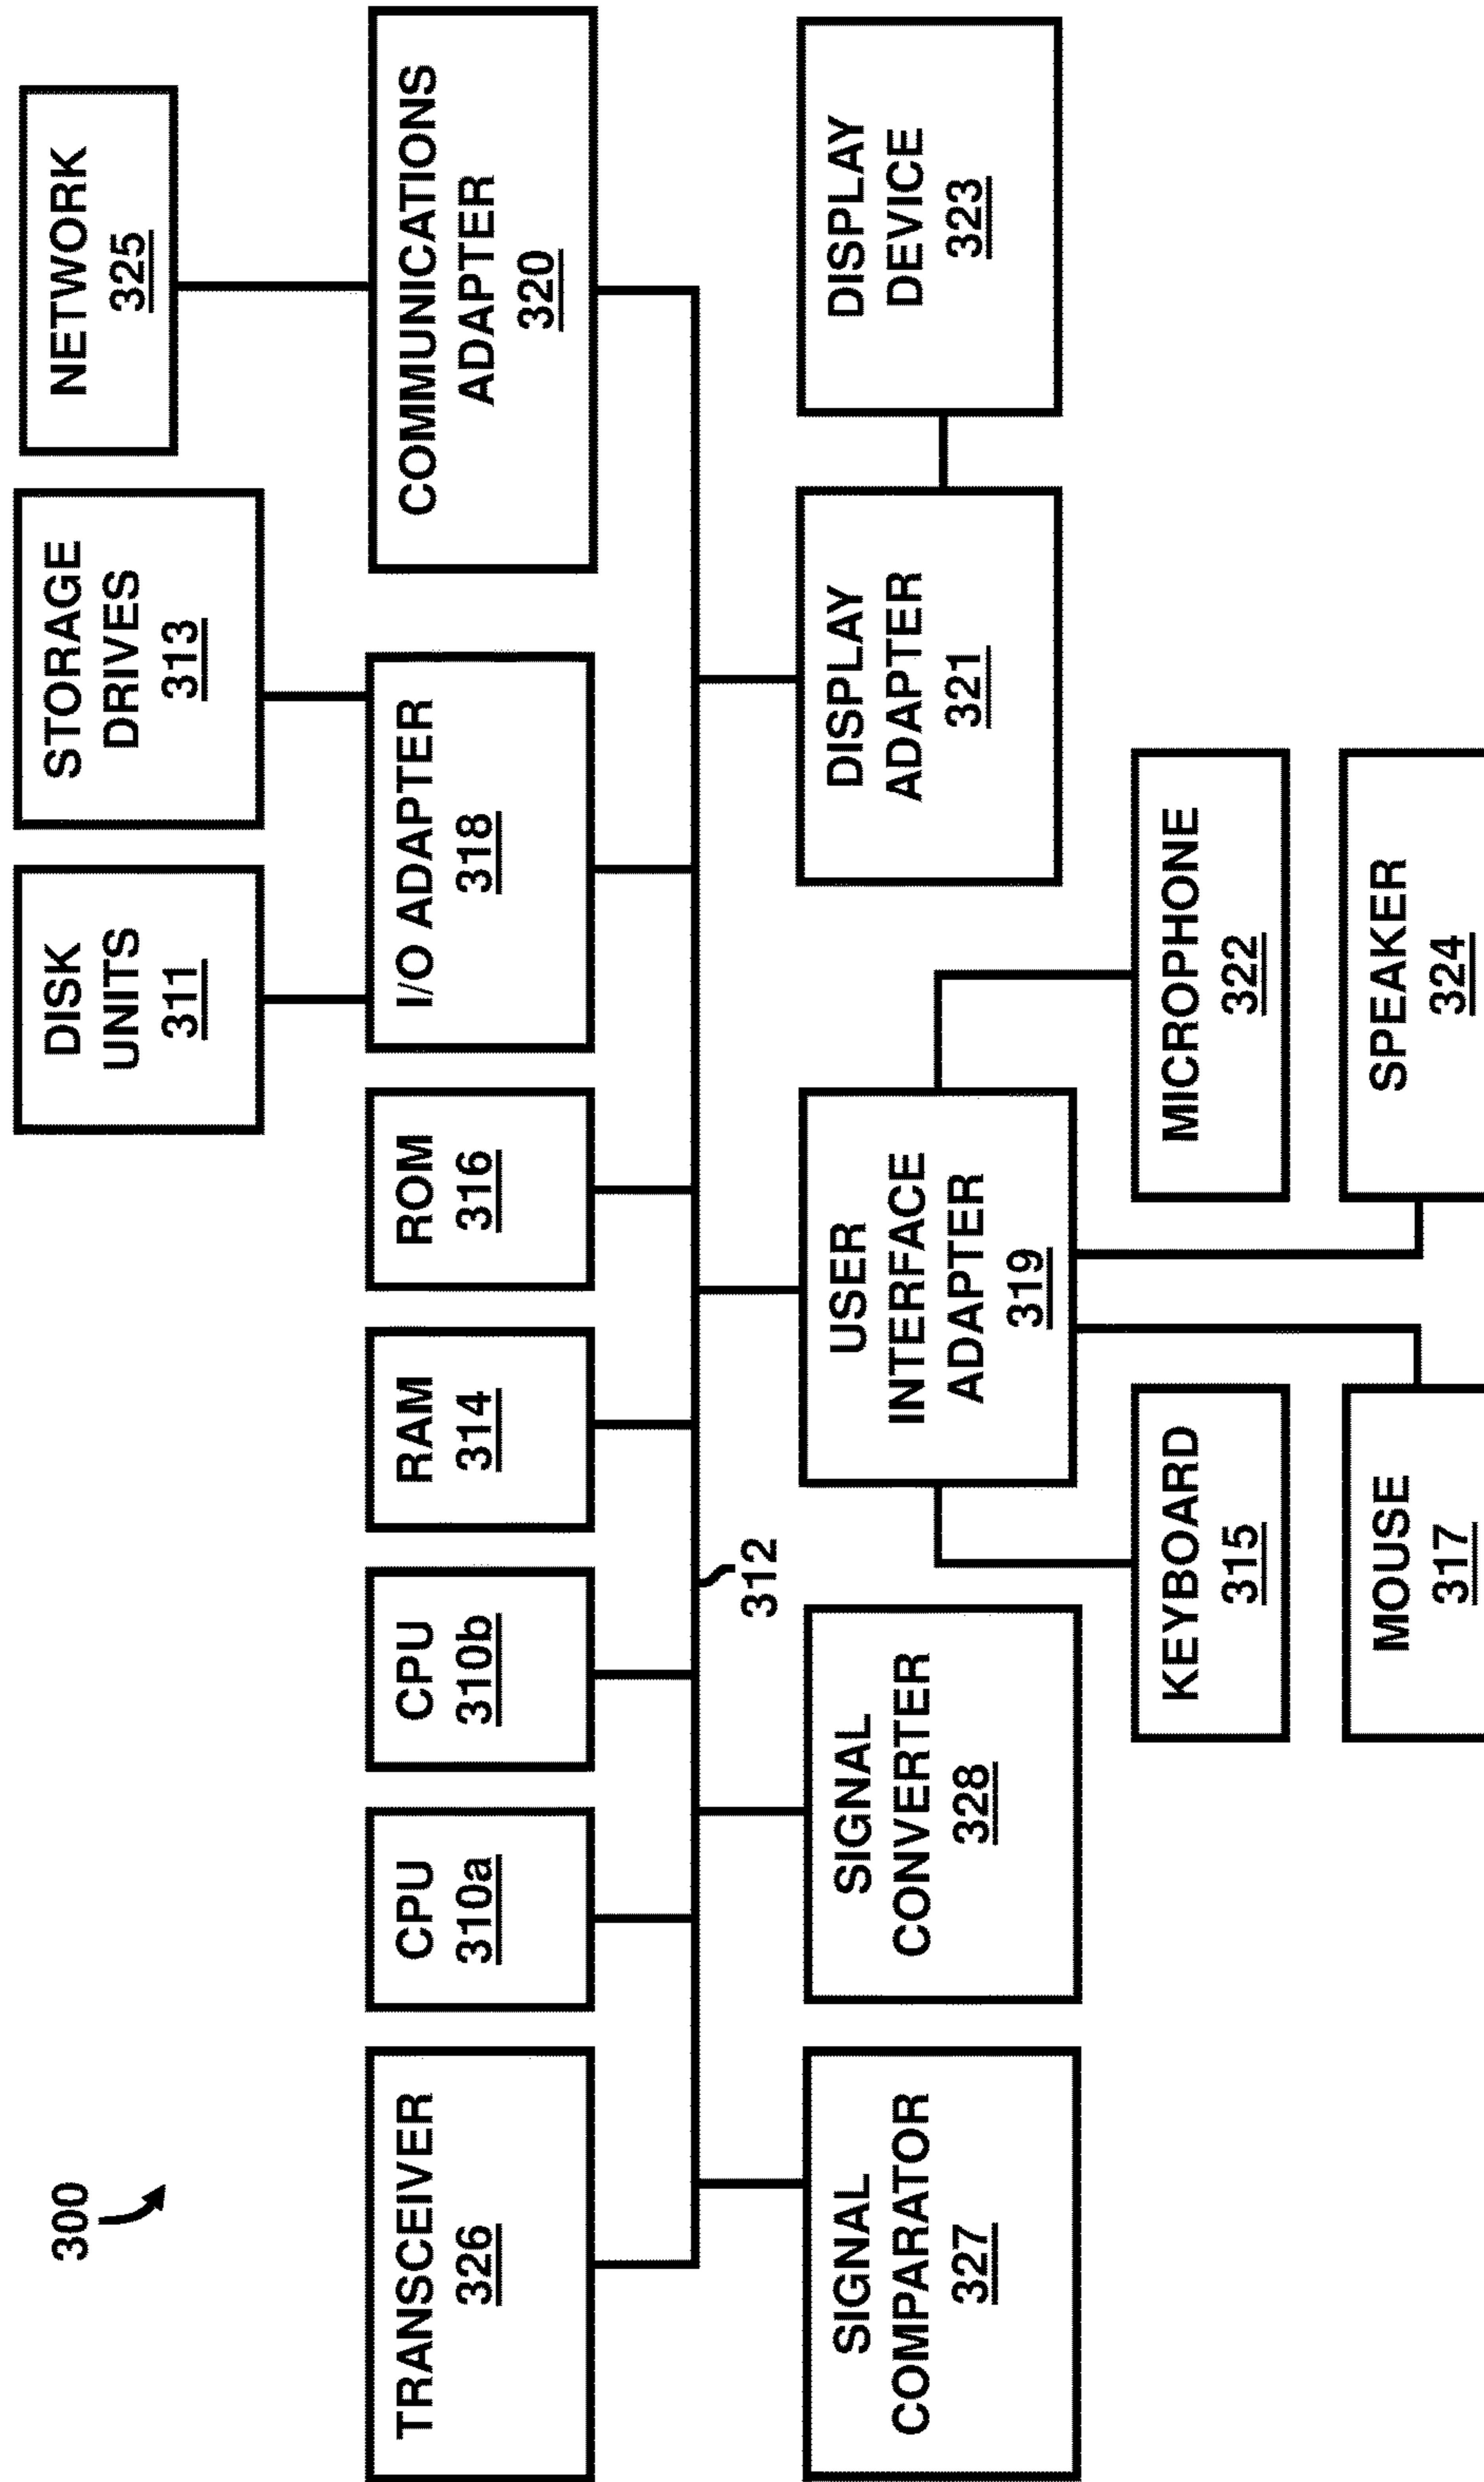 300
NETWORK
325
DISK
UNITS
311
STORAGE
DRIVES
313
TRANSCEIVER
326
CPU
310a
CPU
310b
RAM
314
ROM
316
I/O ADAPTER
318
COMMUNICATIONS
ADAPTER
320
312
SIGNAL
COMPARATOR
327
SIGNAL
CONVERTER
328
USER
INTERFACE
ADAPTER
319
DISPLAY
ADAPTER
321
DISPLAY
DEVICE
323
KEYBOARD
315
MICROPHONE
322
MOUSE
317
SPEAKER
324